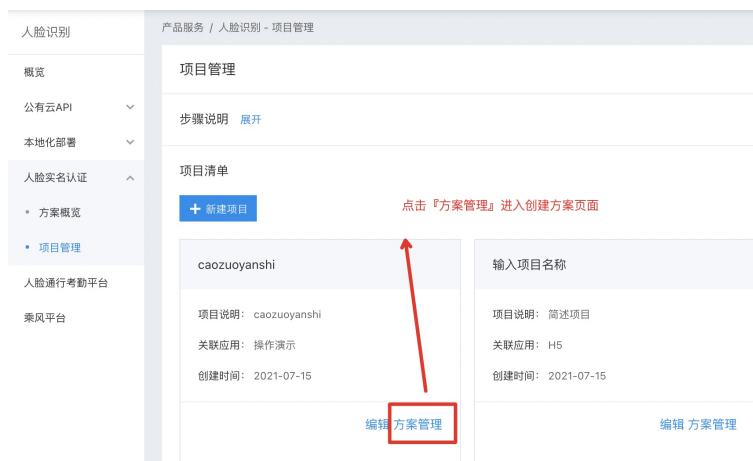 人脸识别
产品服务 / 人脸识别 - 项目管理
概览
公有云API
本地化部署
人脸实名认证
• 方案概览
• 项目管理
人脸通行考勤平台
乘风平台
项目管理
步骤说明 展开
项目清单
+ 新建项目
点击『方案管理』进入创建方案页面
caozuoyanshi
项目说明： caozuoyanshi
关联应用： 操作演示
创建时间： 2021-07-15
编辑 方案管理
输入项目名称
项目说明： 简述项目
关联应用： H5
创建时间： 2021-07-15
编辑 方案管理